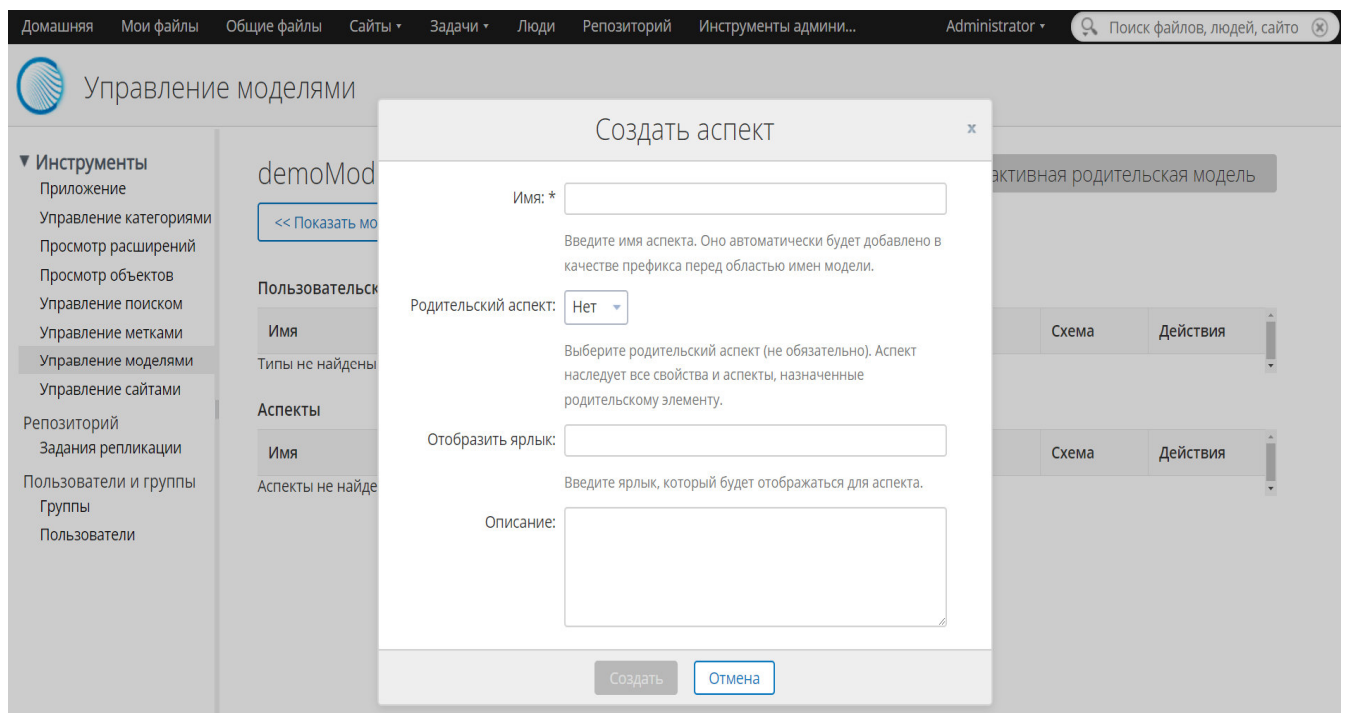 Домашняя Мои файлы Общие файлы Сайты Задачи Люди Репозиторий Инструменты админи... Administrator Поиск файлов, людей, сайто
Управление моделями
Создать аспект x
Инструменты
Приложение
Управление категориями
Просмотр расширений
Просмотр объектов
Управление поиском
Управление метками
Управление моделями
Управление сайтами
Репозиторий
Задания репликации
Пользователи и группы
Группы
Пользователи
demoMod
активная родительская модель
<< Показать мо
Пользовательск
Имя Схема Действия
Типы не найдены
Аспекты
Имя Схема Действия
Аспекты не найде
Имя: *
Введите имя аспекта. Оно автоматически будет добавлено в
качестве префикса перед областью имен модели.
Родительский аспект: Нет
Выберите родительский аспект (не обязательно). Аспект
наследует все свойства и аспекты, назначенные
родительскому элементу.
Отобразить ярлык:
Введите ярлык, который будет отображаться для аспекта.
Описание:
Создать Отмена